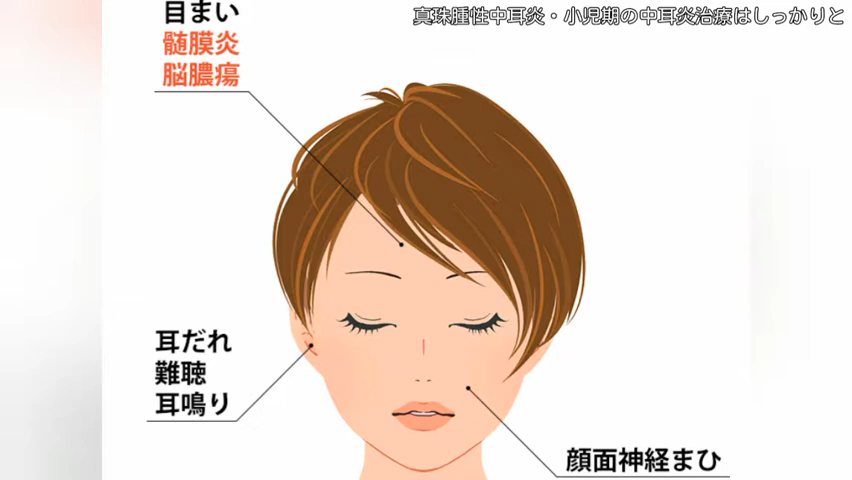 真珠腫性中耳炎・小児期の中耳炎治療はしっかりと
目まい
髄膜炎
脳膿瘍
耳だれ
難聴
耳鳴り
顔面神経まひ